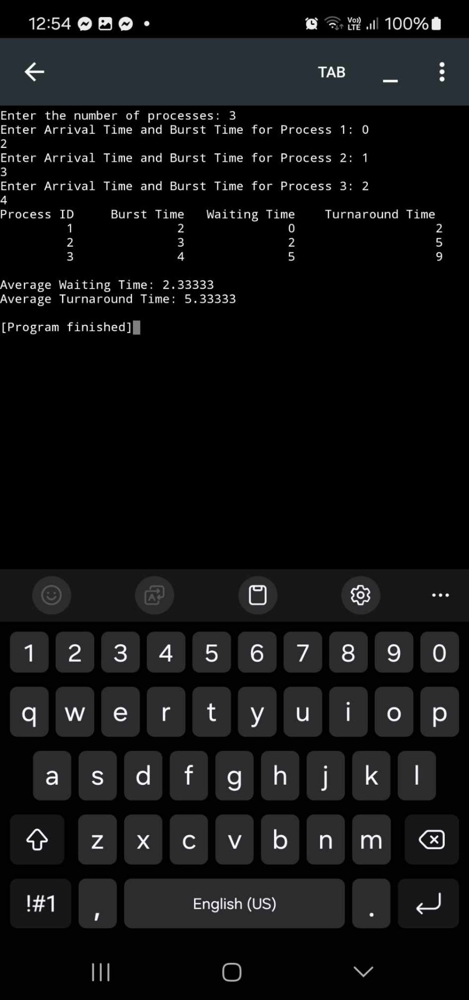 12:54 Vo)) LTE 100%
TAB
Enter the number of processes: 3
Enter Arrival Time and Burst Time for Process 1: 0
2
Enter Arrival Time and Burst Time for Process 2: 1
3
Enter Arrival Time and Burst Time for Process 3: 2
4
Process ID Burst Time Waiting Time Turnaround Time
1 2 0 2
2 3 2 5
3 4 5 9
Average Waiting Time: 2.33333
Average Turnaround Time: 5.33333
[Program finished]
1 2 3 4 5 6 7 8 9 0
q w e r t y u i o p
a s d f g h j k l
z x c v b n m
!#1 , English (US) .